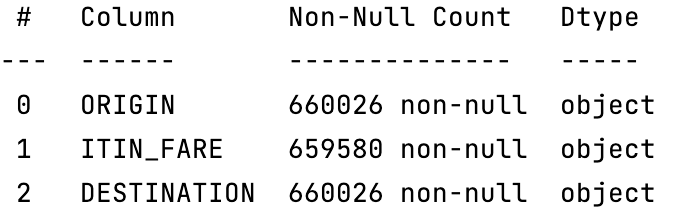 #   Column       Non-Null Count   Dtype
---  ------       --------------   -----
0   ORIGIN       660026 non-null  object
1   ITIN_FARE    659580 non-null  object
2   DESTINATION  660026 non-null  object